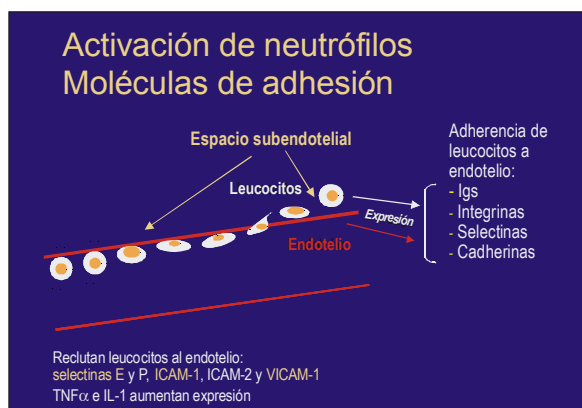 Activación de neutrófilos
Moléculas de adhesión
Espacio subendotelial
Leucocitos
Expresión
Endotelio
Adherencia de
leucocitos a
endotelio:
- Igs
- Integrinas
- Selectinas
- Cadherinas
Reclutan leucocitos al endotelio:
selectinas E y P, ICAM-1, ICAM-2 y VICAM-1
TNFα e IL-1 aumentan expresión